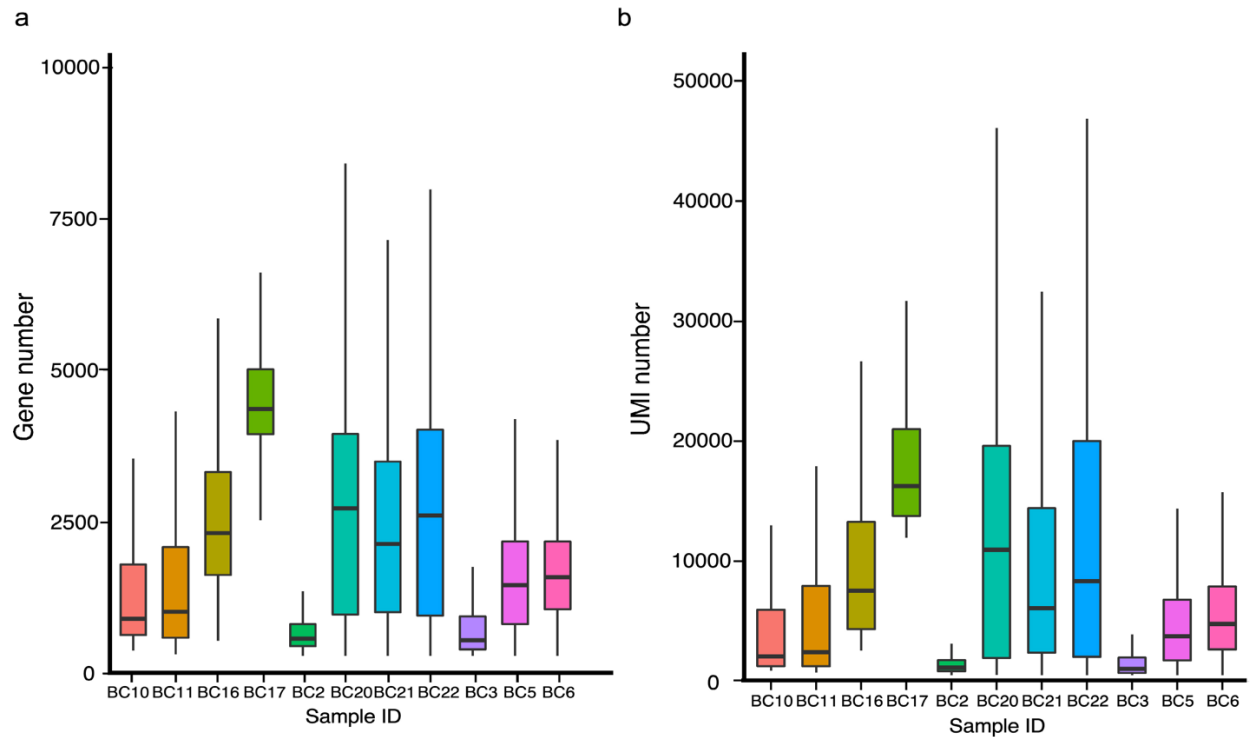 a
10000
7500
5000
2500
0
Gene number
BC10 BC11 BC16 BC17 BC2 BC20 BC21 BC22 BC3 BC5 BC6
Sample ID
b
50000
40000
30000
20000
10000
0
UMI number
BC10 BC11 BC16 BC17 BC2 BC20 BC21 BC22 BC3 BC5 BC6
Sample ID